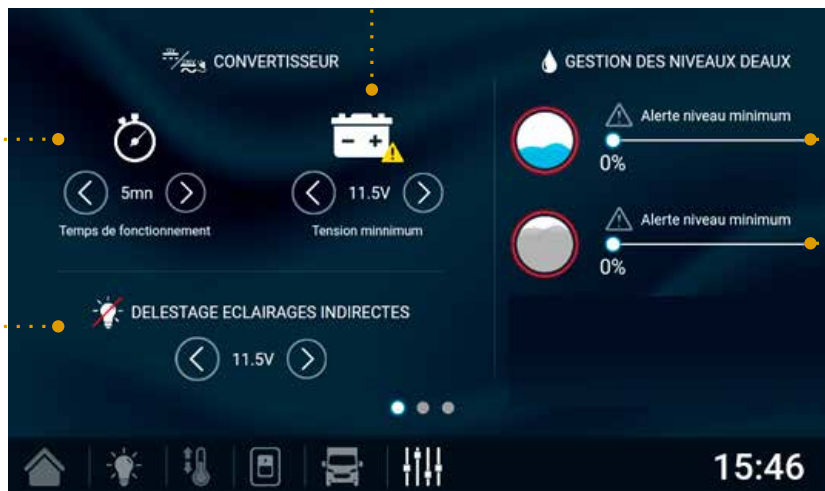 CONVERTISSEUR
5mn
Temps de fonctionnement
11.5V
Tension minnimum
DELESTAGE ECLAIRAGES INDIRECTES
11.5V
GESTION DES NIVEAUX DEAUX
Alerte niveau minimum
0%
Alerte niveau minimum
0%
15:46